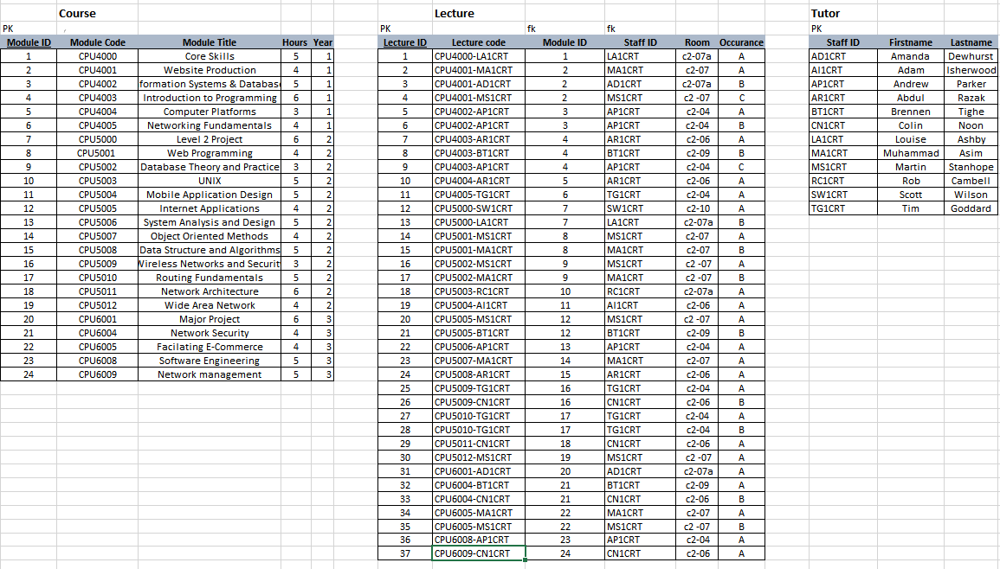 Course
PK
Module ID Module Code Module Title Hours Year
1 CPU4000 Core Skills 5 1
2 CPU4001 Website Production 4 1
3 CPU4002 formation Systems & Databas 5 1
4 CPU4003 Introduction to Programming 6 1
5 CPU4004 Computer Platforms 3 1
6 CPU4005 Networking Fundamentals 4 1
7 CPU5000 Level 2 Project 6 2
8 CPU5001 Web Programming 4 2
9 CPU5002 Database Theory and Practice 3 2
10 CPU5003 UNIX 5 2
11 CPU5004 Mobile Application Design 5 2
12 CPU5005 Internet Applications 4 2
13 CPU5006 System Analysis and Design 5 2
14 CPU5007 Object Oriented Methods 4 2
15 CPU5008 Data Structure and Algorithms 5 2
16 CPU5009 Wireless Networks and Securit 3 2
17 CPU5010 Routing Fundamentals 5 2
18 CPU5011 Network Architecture 6 2
19 CPU5012 Wide Area Network 4 2
20 CPU6001 Major Project 6 3
21 CPU6004 Network Security 4 3
22 CPU6005 Facilating E-Commerce 4 3
23 CPU6008 Software Engineering 5 3
24 CPU6009 Network management 5 3
Lecture
PK fk fk
Lecture ID Lecture code Module ID Staff ID Room Occurance
1 CPU4000-LA1CRT 1 LA1CRT c2-07a A
2 CPU4001-MA1CRT 2 MA1CRT c2-07 A
3 CPU4001-AD1CRT 2 AD1CRT c2-07a B
4 CPU4001-MS1CRT 2 MS1CRT c2 -07 C
5 CPU4002-AP1CRT 3 AP1CRT c2-04 A
6 CPU4002-AP1CRT 3 AP1CRT c2-04 B
7 CPU4003-AR1CRT 4 AR1CRT c2-06 A
8 CPU4003-BT1CRT 4 BT1CRT c2-09 B
9 CPU4003-AP1CRT 4 AP1CRT c2-04 C
10 CPU4004-AR1CRT 5 AR1CRT c2-06 A
11 CPU4005-TG1CRT 6 TG1CRT c2-04 A
12 CPU5000-SW1CRT 7 SW1CRT c2-10 A
13 CPU5000-LA1CRT 7 LA1CRT c2-07a B
14 CPU5001-MS1CRT 8 MS1CRT c2-07 A
15 CPU5001-MA1CRT 8 MA1CRT c2-07 B
16 CPU5002-MS1CRT 9 MS1CRT c2 -07 A
17 CPU5002-MA1CRT 9 MA1CRT c2 -07 B
18 CPU5003-RC1CRT 10 RC1CRT c2-07a A
19 CPU5004-AI1CRT 11 AI1CRT c2-06 A
20 CPU5005-MS1CRT 12 MS1CRT c2 -07 A
21 CPU5005-BT1CRT 12 BT1CRT c2-09 B
22 CPU5006-AP1CRT 13 AP1CRT c2-04 A
23 CPU5007-MA1CRT 14 MA1CRT c2-07 A
24 CPU5008-AR1CRT 15 AR1CRT c2-06 A
25 CPU5009-TG1CRT 16 TG1CRT c2-04 A
26 CPU5009-CN1CRT 16 CN1CRT c2-06 B
27 CPU5010-TG1CRT 17 TG1CRT c2-04 A
28 CPU5010-TG1CRT 17 TG1CRT c2-04 B
29 CPU5011-CN1CRT 18 CN1CRT c2-06 A
30 CPU5012-MS1CRT 19 MS1CRT c2 -07 A
31 CPU6001-AD1CRT 20 AD1CRT c2-07a A
32 CPU6004-BT1CRT 21 BT1CRT c2-09 A
33 CPU6004-CN1CRT 21 CN1CRT c2-06 B
34 CPU6005-MA1CRT 22 MA1CRT c2-07 A
35 CPU6005-MS1CRT 22 MS1CRT c2 -07 B
36 CPU6008-AP1CRT 23 AP1CRT c2-04 A
37 CPU6009-CN1CRT 24 CN1CRT c2-06 A
Tutor
PK
Staff ID Firstname Lastname
AD1CRT Amanda Dewhurst
AI1CRT Adam Isherwood
AP1CRT Andrew Parker
AR1CRT Abdul Razak
BT1CRT Brennen Tighe
CN1CRT Colin Noon
LA1CRT Louise Ashby
MA1CRT Muhammad Asim
MS1CRT Martin Stanhope
RC1CRT Rob Cambell
SW1CRT Scott Wilson
TG1CRT Tim Goddard